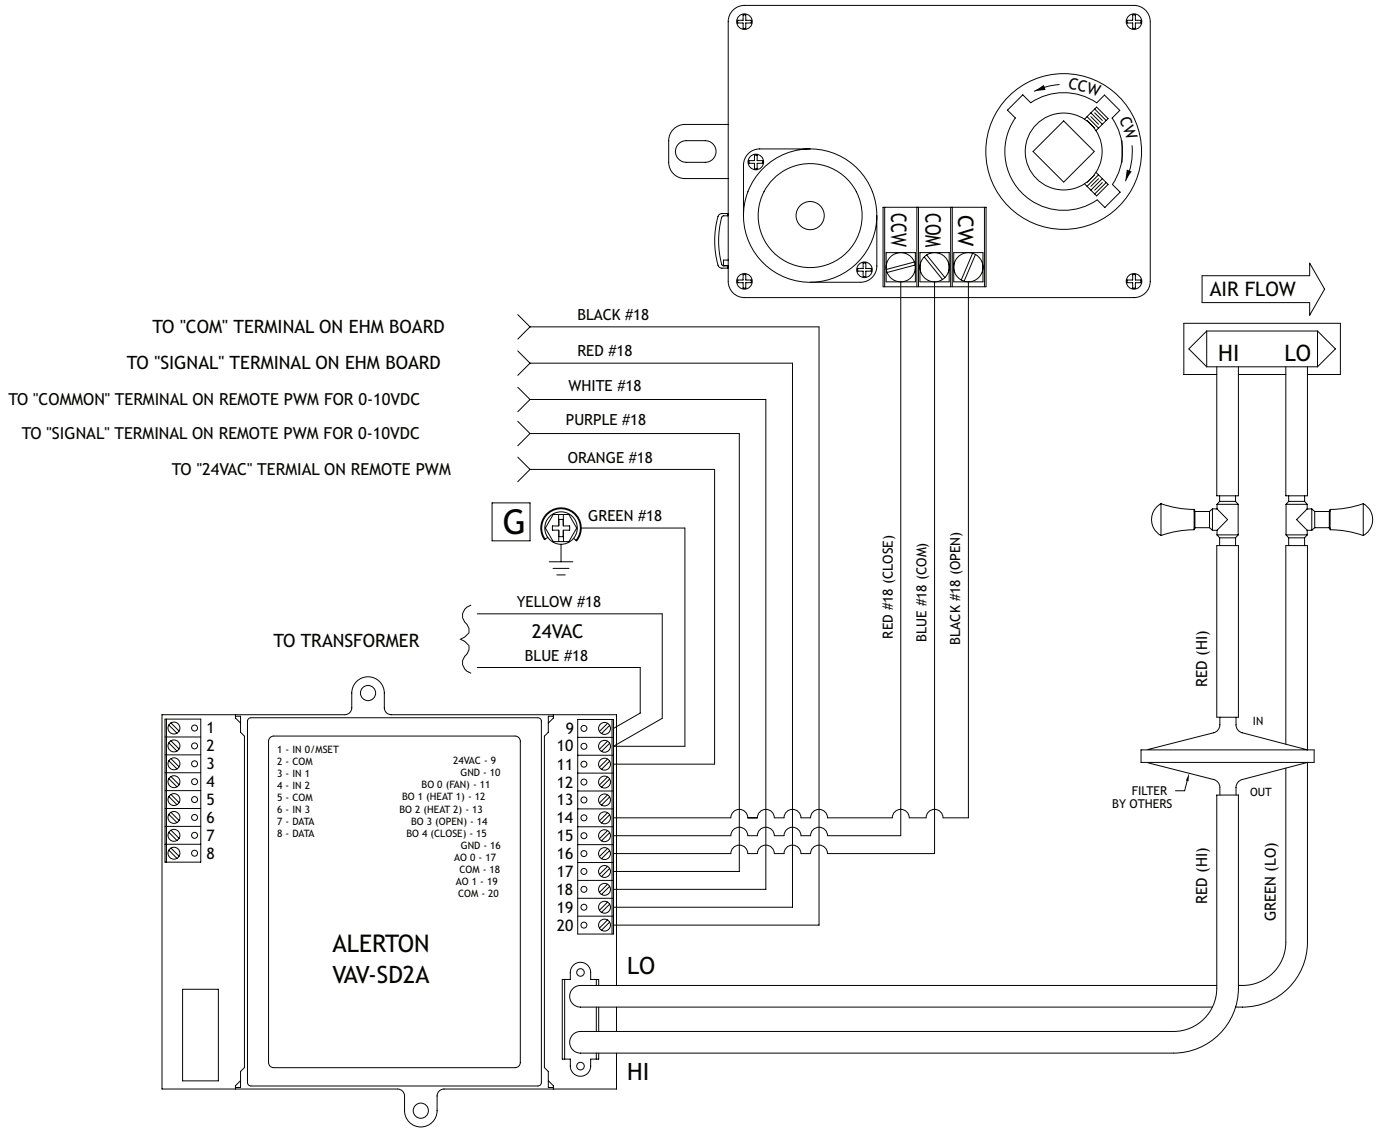 CCW
CW
CCW
COM
CW
AIR FLOW
HI
LO
TO "COM" TERMINAL ON EHM BOARD
BLACK #18
TO "SIGNAL" TERMINAL ON EHM BOARD
RED #18
TO "COMMON" TERMINAL ON REMOTE PWM FOR 0-10VDC
WHITE #18
TO "SIGNAL" TERMINAL ON REMOTE PWM FOR 0-10VDC
PURPLE #18
TO "24VAC" TERMIAL ON REMOTE PWM
ORANGE #18
G
GREEN #18
YELLOW #18
TO TRANSFORMER
24VAC
BLUE #18
RED #18 (CLOSE)
BLUE #18 (COM)
BLACK #18 (OPEN)
RED (HI)
IN
FILTER
BY OTHERS
OUT
RED (HI)
GREEN (LO)
1
2
3
4
5
6
7
8
1 - IN 0/MSET
2 - COM
3 - IN 1
4 - IN 2
5 - COM
6 - IN 3
7 - DATA
8 - DATA
24VAC - 9
GND - 10
BO 0 (FAN) - 11
BO 1 (HEAT 1) - 12
BO 2 (HEAT 2) - 13
BO 3 (OPEN) - 14
BO 4 (CLOSE) - 15
GND - 16
AO 0 - 17
COM - 18
AO 1 - 19
COM - 20
9
10
11
12
13
14
15
16
17
18
19
20
ALERTON
VAV-SD2A
LO
HI